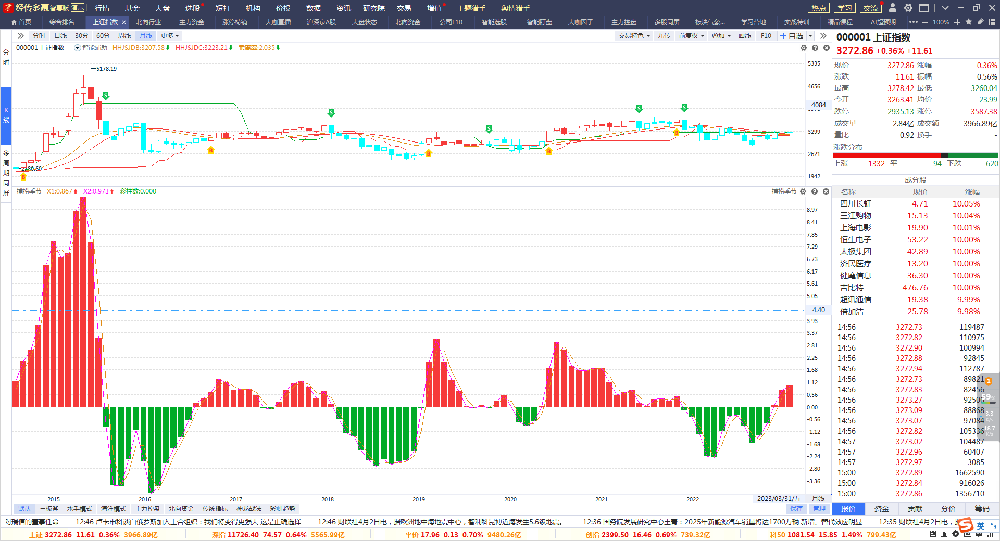 经传多赢 智尊版 演示 行情 基金 大盘 选股 短打 机构 价投 数据 资讯 研究院 交易 增值 主题猎手 舆情猎手 热点 学习 交流
首页 综合排名 上证指数 北向行业 主力资金 涨停棱镜 大咖直播 沪深京A股 大盘状态 北向资金 公司F10 智能选股 智能盯盘 大咖圈子 主力控盘 多股同屏 板块气象... 学习营地 实战特训 精品课程 AI超预期 100%
分时 日线 30分 60分 周线 月线 更多 交易特色 九转 前复权 叠加 画线 F10 自选
000001 上证指数 智能辅助 HHJSJDB:3207.58 HHJSJDC:3223.21 乖离率:2.035
分时
K线
多周期同屏
5178.19
5335
4656
4084
3299
2621
1942
S
S
S
S
S
B
B
B
B
B
捕捞季节 X1:0.867 X2:0.973 彩柱数:0.000 捕捞季节
8.97
8.41
7.85
7.29
6.73
6.17
5.61
5.05
4.40
3.93
3.37
2.81
2.25
1.68
1.12
0.56
0.00
-0.56
-1.12
-1.68
-2.24
-2.80
-3.36
2015 2016 2017 2018 2019 2020 2021 2022 2023/03/31/五 月线
默认 三板斧 水手模式 海洋模式 主力控盘 北向资金 传统指标 神龙战法 彩虹趋势 保存 管理
000001 上证指数
3272.86 +0.36% +11.61
现价 3272.86 涨幅 0.36%
涨跌 11.61 振幅 0.56%
最高 3278.42 最低 3260.04
今开 3263.41 均价 23.99
跌停 2935.13 涨停 3587.38
成交量 2.84亿 成交额 3966.89亿
量比 0.92 换手 -
涨跌分布
上涨 1332 平 94 下跌 620
成分股
名称 现价 涨幅
四川长虹 4.71 10.05%
三江购物 15.13 10.04%
上海电影 19.90 10.01%
恒生电子 53.22 10.00%
太极集团 42.89 10.00%
济民医疗 13.20 10.00%
健麾信息 36.30 10.00%
吉比特 476.76 10.00%
超讯通信 19.38 9.99%
倍加洁 25.78 9.98%
14:56 3272.73 119487
14:56 3272.82 110975
14:56 3272.90 100994
14:56 3272.88 92845
14:56 3272.94 112787
14:56 3272.73 89821
14:56 3272.83 82456
14:56 3273.27 92506
14:56 3273.09 88868
14:56 3273.07 97084
14:56 3272.82 105336
14:57 3273.02 104487
14:57 3272.96 60407
14:57 3272.97 3085
15:00 3272.89 1662590
15:00 3272.84 916026
15:00 3272.86 1356710
1
59%
3.3
K/s
18.7
K/s
报价 资金 贡献 分价 筹码
对瑞信的董事任命 12:46 卢卡申科谈白俄罗斯加入上合组织：我们将变得更强大 这是正确选择 12:46 财联社4月2日电，据欧洲地中海地震中心，智利科昆博近海发生5.6级地震。 12:36 国务院发展研究中心王青：2025年新能源汽车销量将达1700万辆 新增、替代效应明显 12:35 财联社4月2日电，据
S 英
上证 3272.86 11.61 0.36% 3966.89亿 深指 11726.40 74.57 0.64% 5565.99亿 平价 17.96 0.13 0.70% 9480.26亿 创指 2399.50 16.46 0.69% 739.32亿 科50 1081.54 15.85 1.49% 799.43亿